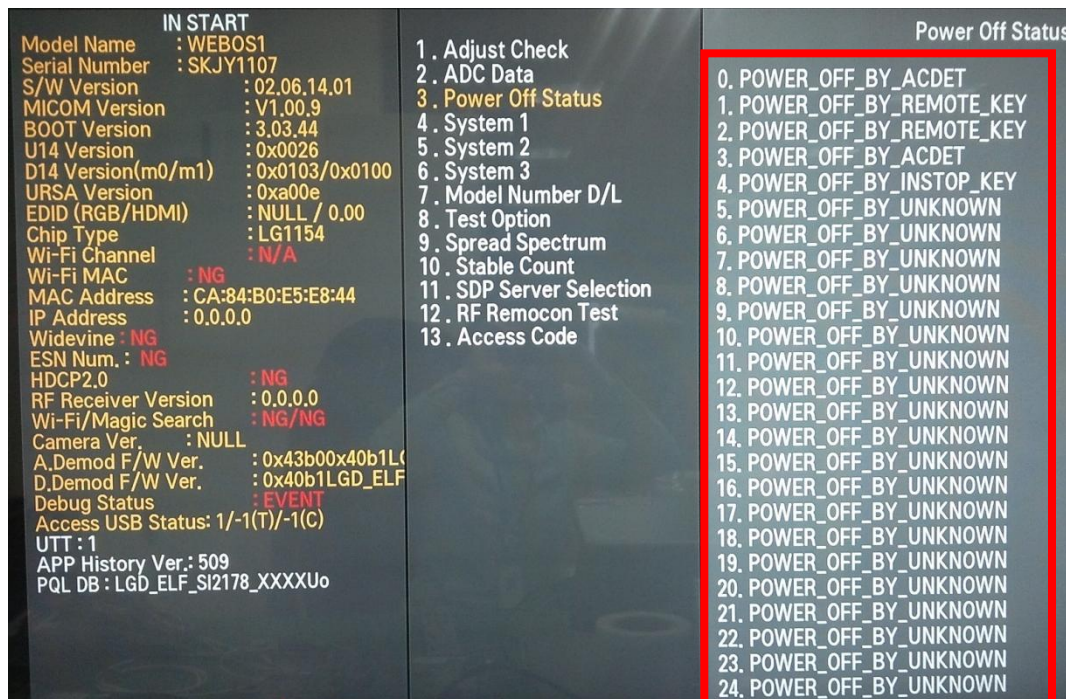 IN START
Model Name : WEBOS1
Serial Number : SKJY1107
S/W Version : 02.06.14.01
MICOM Version : V1.00.9
BOOT Version : 3.03.44
U14 Version : 0x0026
D14 Version(m0/m1) : 0x0103/0x0100
URSA Version : 0xa00e
EDID (RGB/HDMI) : NULL / 0.00
Chip Type : LG1154
Wi-Fi Channel : N/A
Wi-Fi MAC : NG
MAC Address : CA:84:B0:E5:E8:44
IP Address : 0.0.0.0
Widevine : NG
ESN Num. : NG
HDCP2.0 : NG
RF Receiver Version : 0.0.0.0
Wi-Fi/Magic Search : NG/NG
Camera Ver. : NULL
A.Demod F/W Ver. : 0x43b00x40b1L
D.Demod F/W Ver. : 0x40b1LGD_ELF
Debug Status : EVENT
Access USB Status: 1/-1(T)/-1(C)
UTT : 1
APP History Ver.: 509
PQL DB : LGD_ELF_SI2178_XXXXUo
1 . Adjust Check
2 . ADC Data
3 . Power Off Status
4 . System 1
5 . System 2
6 . System 3
7 . Model Number D/L
8 . Test Option
9 . Spread Spectrum
10 . Stable Count
11 . SDP Server Selection
12 . RF Remocon Test
13 . Access Code
Power Off Status
0. POWER_OFF_BY_ACDET
1. POWER_OFF_BY_REMOTE_KEY
2. POWER_OFF_BY_REMOTE_KEY
3. POWER_OFF_BY_ACDET
4. POWER_OFF_BY_INSTOP_KEY
5. POWER_OFF_BY_UNKNOWN
6. POWER_OFF_BY_UNKNOWN
7. POWER_OFF_BY_UNKNOWN
8. POWER_OFF_BY_UNKNOWN
9. POWER_OFF_BY_UNKNOWN
10. POWER_OFF_BY_UNKNOWN
11. POWER_OFF_BY_UNKNOWN
12. POWER_OFF_BY_UNKNOWN
13. POWER_OFF_BY_UNKNOWN
14. POWER_OFF_BY_UNKNOWN
15. POWER_OFF_BY_UNKNOWN
16. POWER_OFF_BY_UNKNOWN
17. POWER_OFF_BY_UNKNOWN
18. POWER_OFF_BY_UNKNOWN
19. POWER_OFF_BY_UNKNOWN
20. POWER_OFF_BY_UNKNOWN
21. POWER_OFF_BY_UNKNOWN
22. POWER_OFF_BY_UNKNOWN
23. POWER_OFF_BY_UNKNOWN
24. POWER_OFF_BY_UNKNOWN